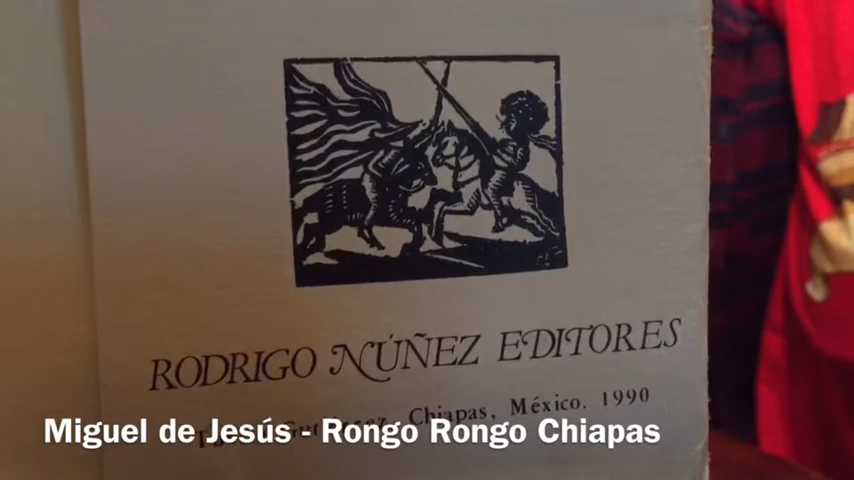 RODRIGO NÚÑEZ EDITORES
Chiapas, México. 1990
Miguel de Jesús - Rongo Rongo Chiapas